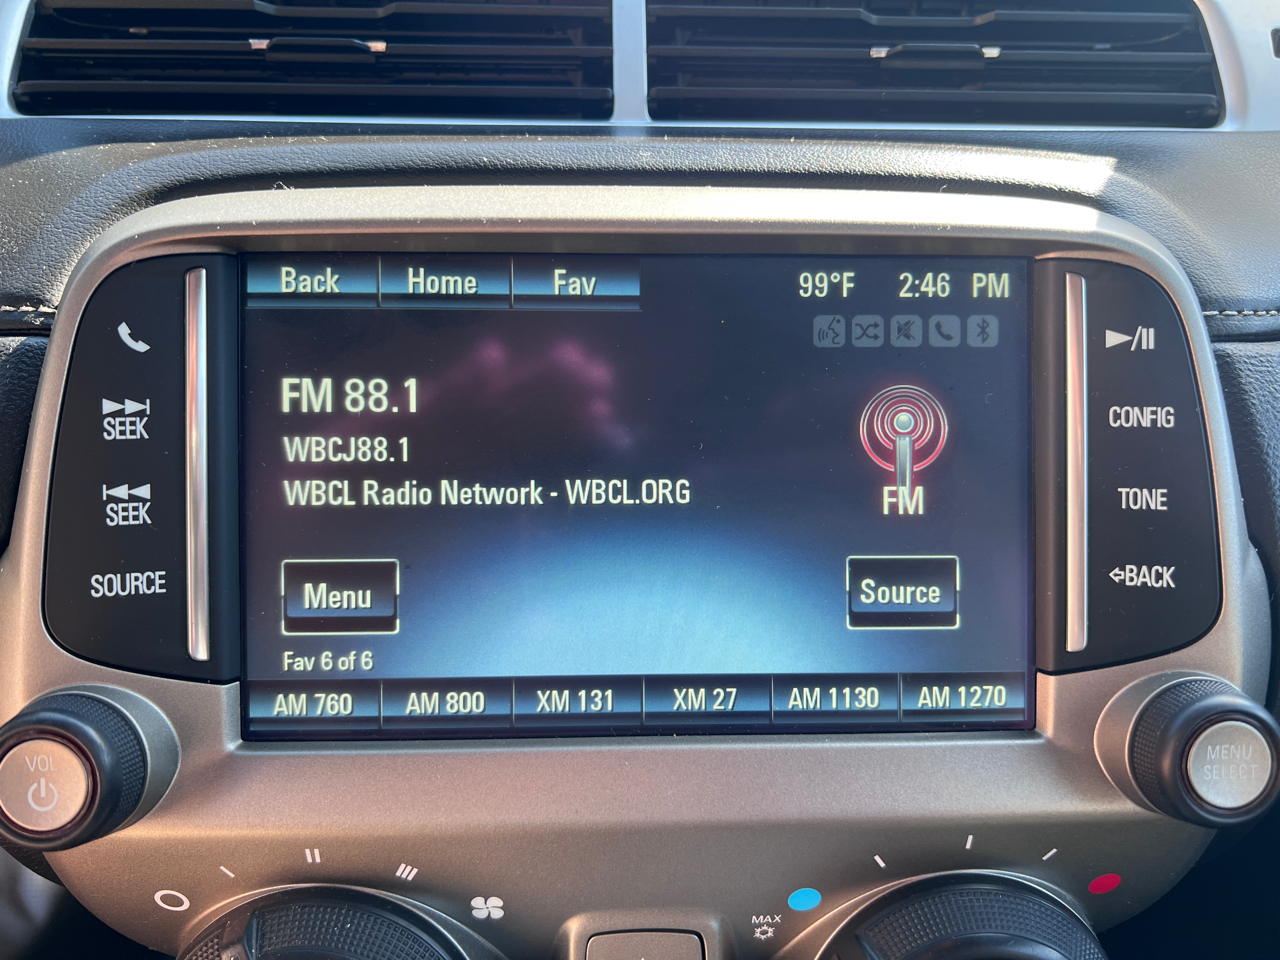 Back Home Fav 99°F 2:46 PM
FM 88.1
WBCJ88.1
WBCL Radio Network - WBCL.ORG
FM
Menu
Source
Fav 6 of 6
AM 760 AM 800 XM 131 XM 27 AM 1130 AM 1270
SEEK
SEEK
SOURCE
CONFIG
TONE
BACK
VOL
MENU
SELECT
MAX